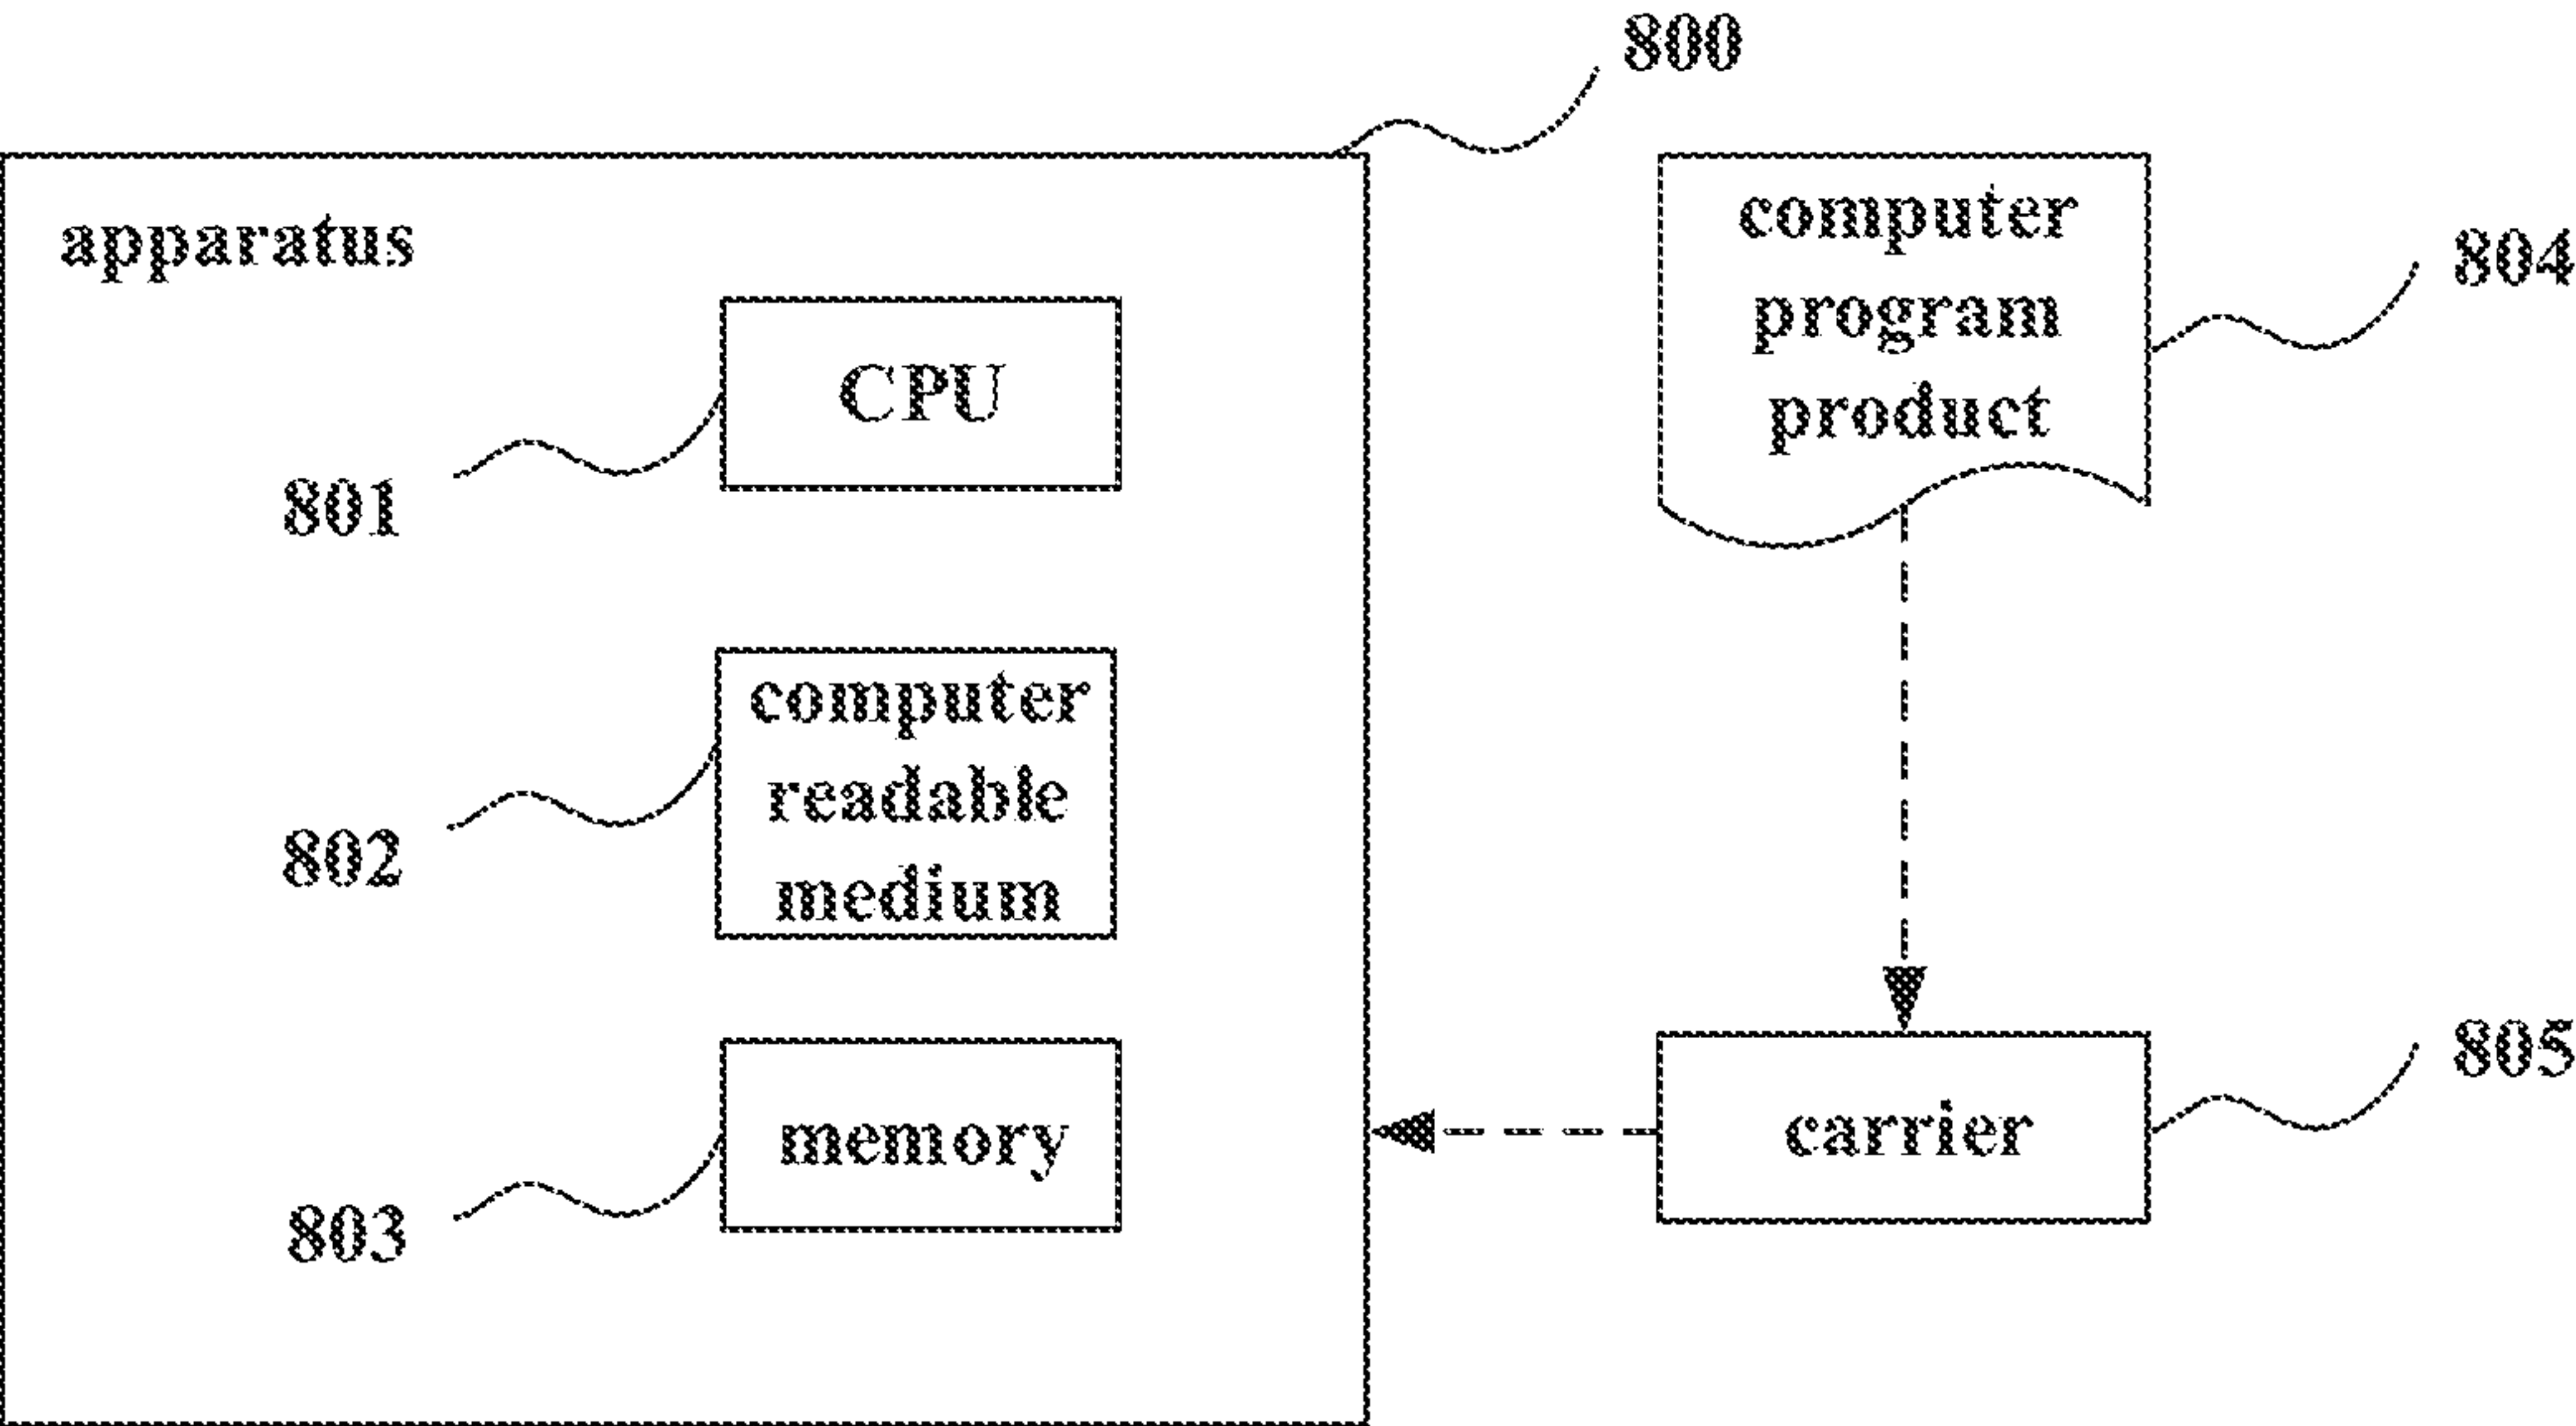 800
apparatus
computer
program
product
804
CPU
801
computer
readable
medium
802
memory
803
carrier
805